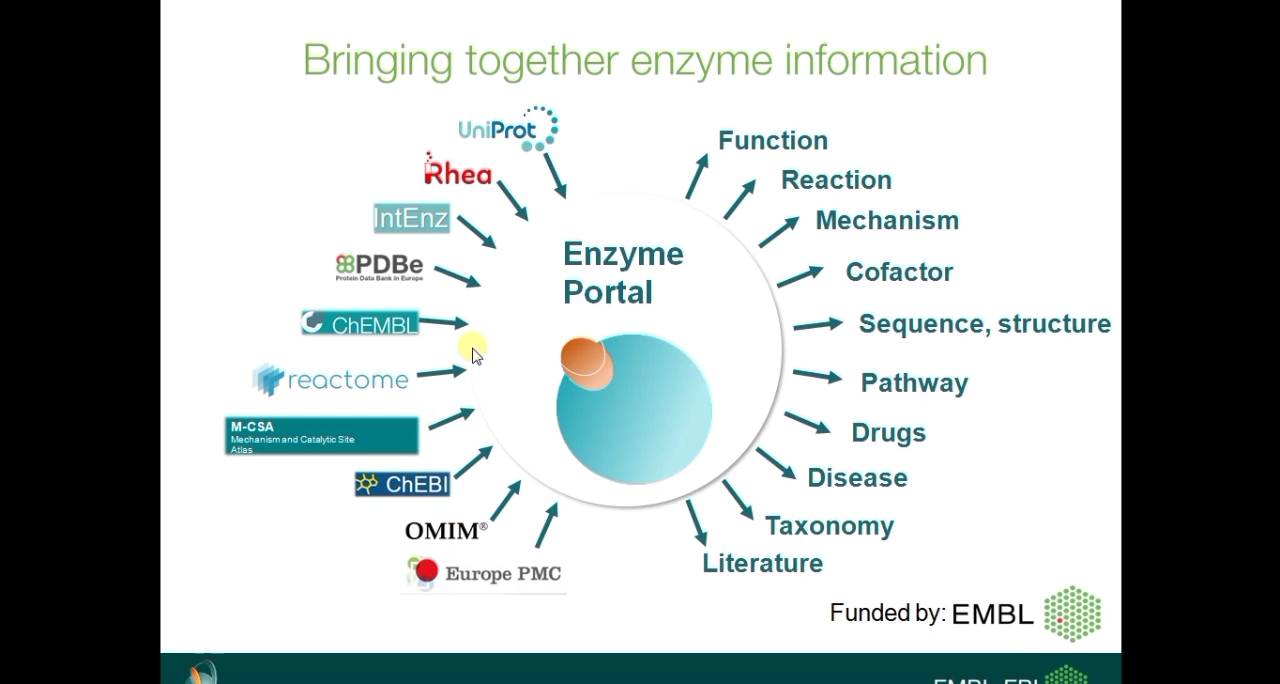 Bringing together enzyme information
UniProt
Rhea
IntEnz
PDBe
Protein Data Bank in Europe
ChEMBL
reactome
M-CSA
Mechanism and Catalytic Site
Atlas
ChEBI
OMIM®
Europe PMC
Enzyme
Portal
Function
Reaction
Mechanism
Cofactor
Sequence, structure
Pathway
Drugs
Disease
Taxonomy
Literature
Funded by: EMBL
EMBL-EBI